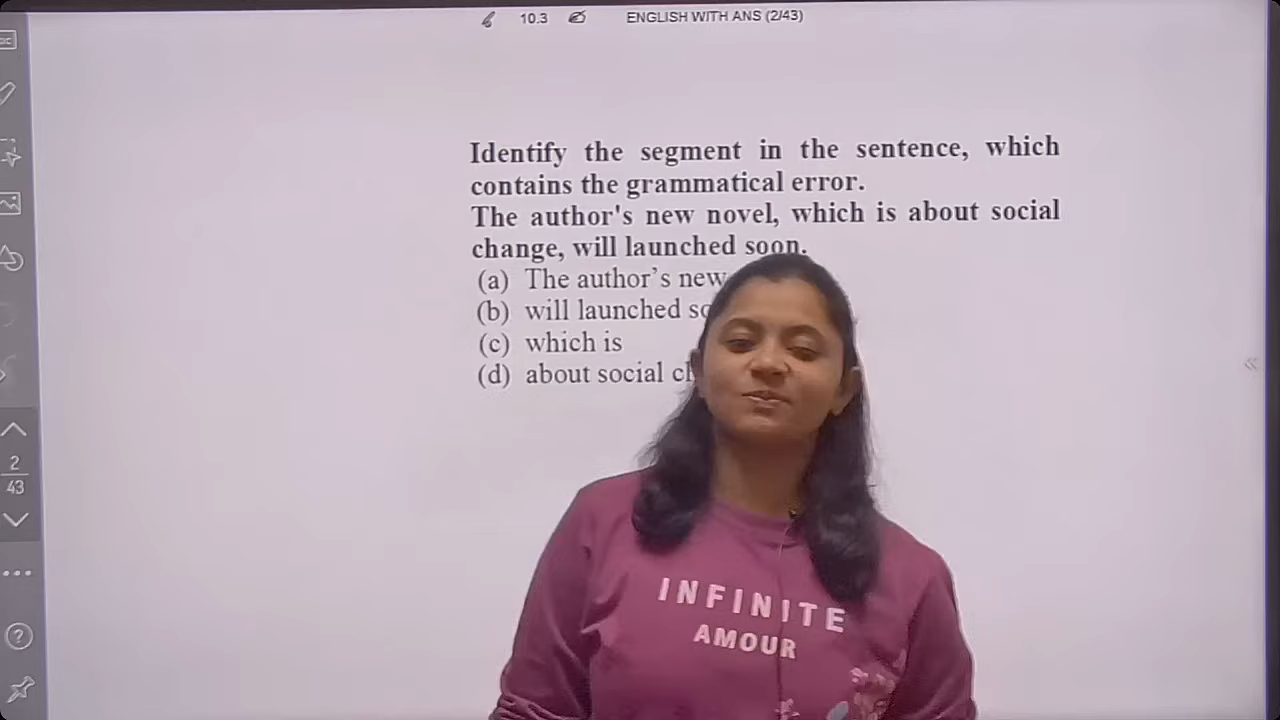 10.3 ENGLISH WITH ANS (2/43)
Identify the segment in the sentence, which
contains the grammatical error.
The author's new novel, which is about social
change, will launched soon.
(a) The author's new
(b) will launched
(c) which is
(d) about social
2
43
INFINITE
AMOUR